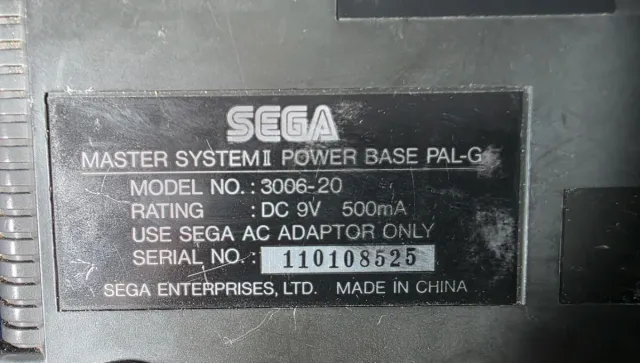 SEGA
MASTER SYSTEM II POWER BASE PAL-G
MODEL NO. : 3006-20
RATING : DC 9V 500mA
USE SEGA AC ADAPTOR ONLY
SERIAL NO. : 110108525
SEGA ENTERPRISES, LTD. MADE IN CHINA